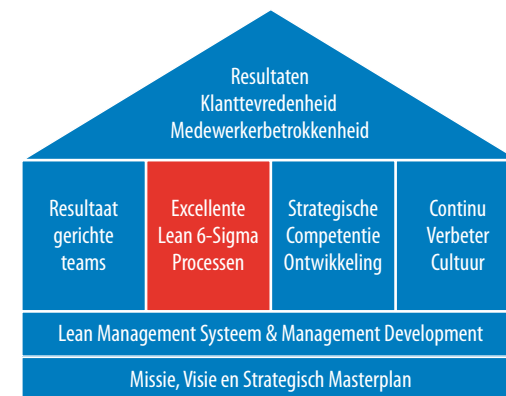 Resultaten
Klanttevredenheid
Medewerkerbetrokkenheid
Resultaat
gerichte
teams
Excellente
Lean 6-Sigma
Processen
Strategische
Competentie
Ontwikkeling
Continu
Verbeter
Cultuur
Lean Management Systeem & Management Development
Missie, Visie en Strategisch Masterplan